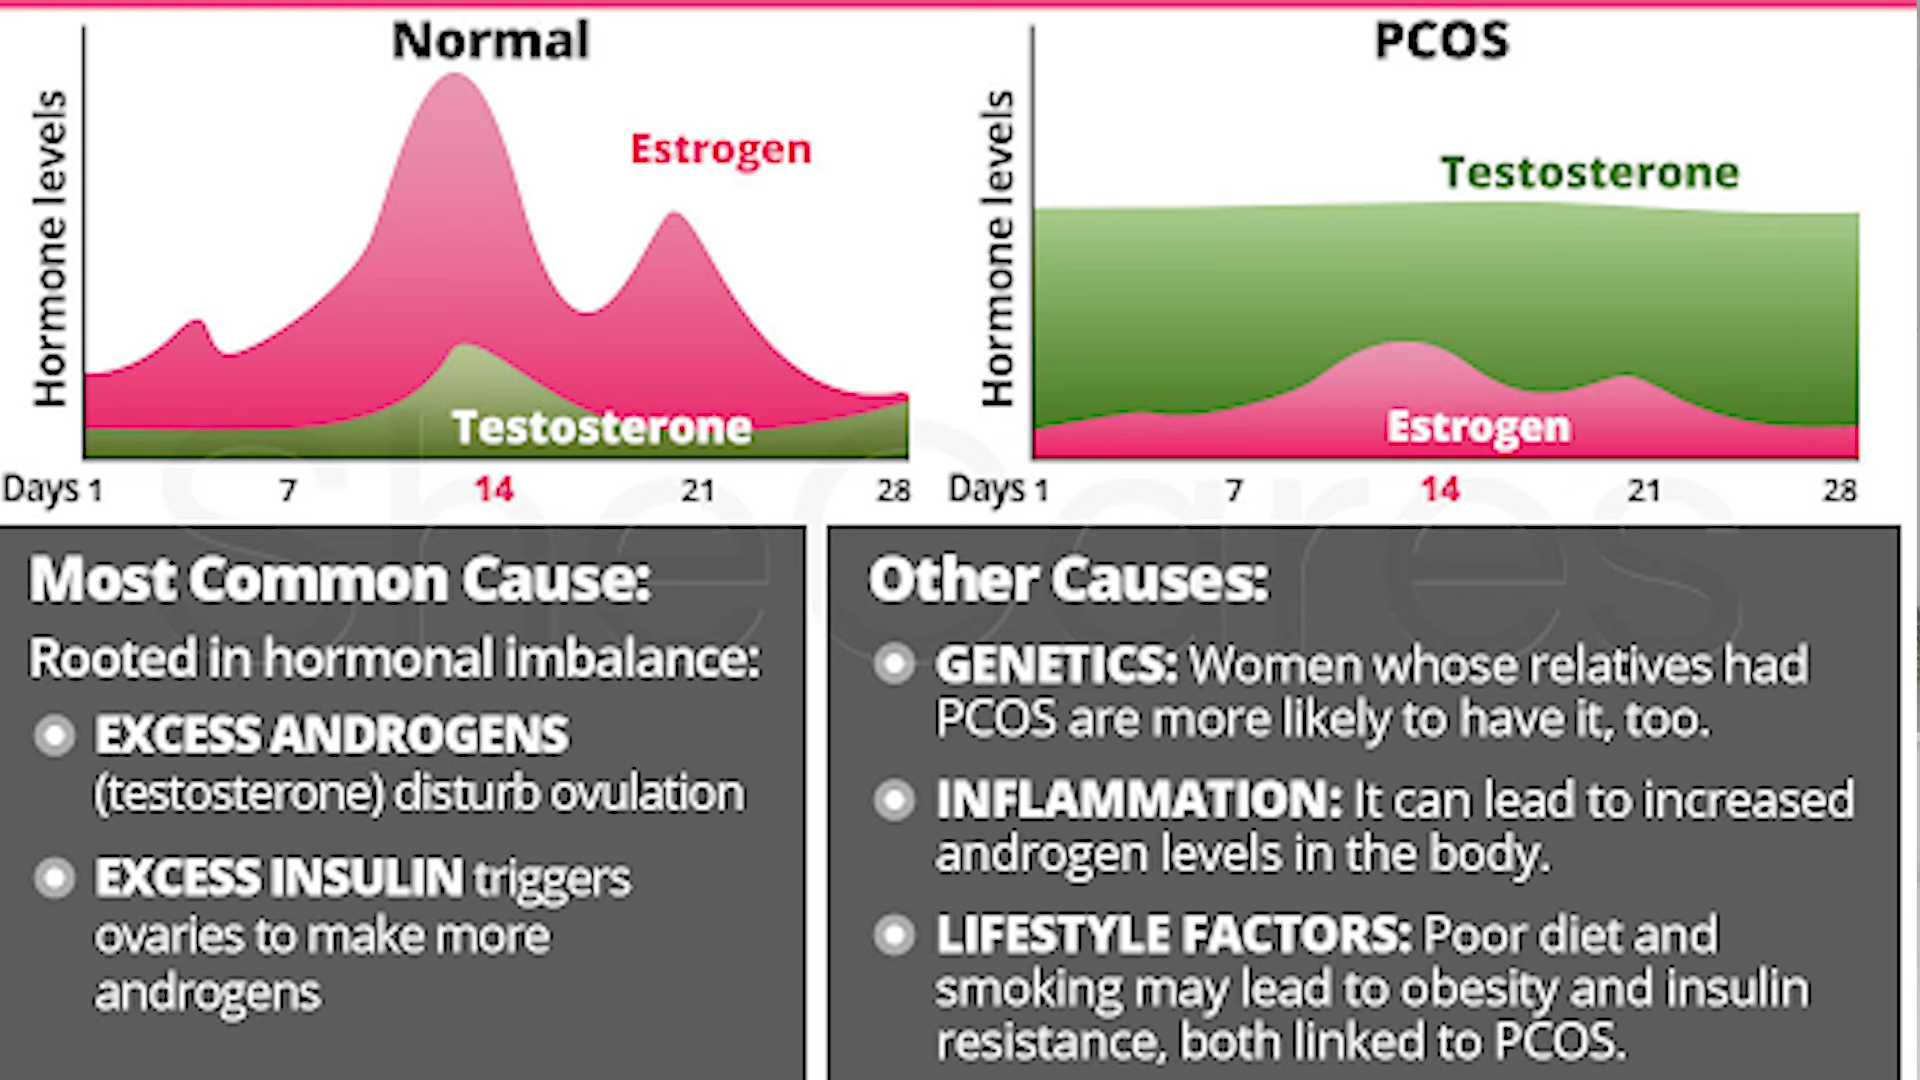 Normal
Hormone levels
Estrogen
Testosterone
Days 1 7 14 21 28
PCOS
Hormone levels
Testosterone
Estrogen
Days 1 7 14 21 28
SheCares
Most Common Cause:
Rooted in hormonal imbalance:
EXCESS ANDROGENS
(testosterone) disturb ovulation
EXCESS INSULIN triggers
ovaries to make more
androgens
Other Causes:
GENETICS: Women whose relatives had
PCOS are more likely to have it, too.
INFLAMMATION: It can lead to increased
androgen levels in the body.
LIFESTYLE FACTORS: Poor diet and
smoking may lead to obesity and insulin
resistance, both linked to PCOS.